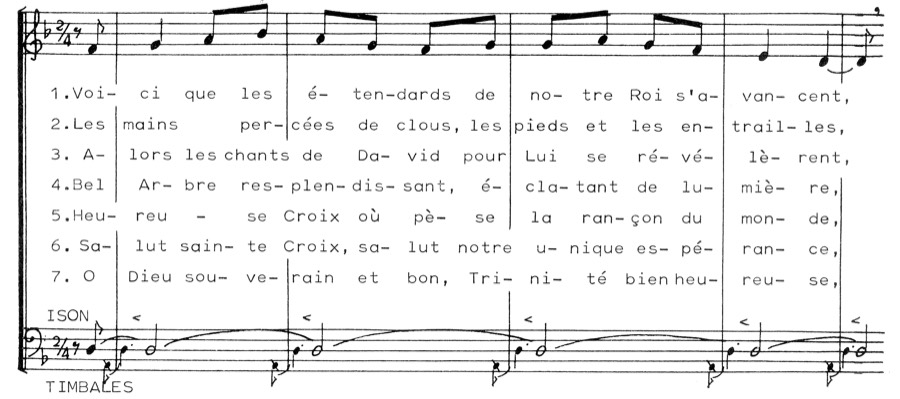 2/4
1.Voi- ci que les é- ten-dards de no- tre Roi s'a- van- cent,
2.Les mains per- cées de clous, les pieds et les en- trail- les,
3. A- lors les chants de Da- vid pour Lui se ré- vé- lè- rent,
4.Bel Ar- bre res- plen- dis- sant, é- cla- tant de lu- miè- re,
5.Heu- reu - se Croix où pè- se la ran- çon du mon- de,
6. Sa- lut sain- te Croix, sa- lut notre u- nique es- pé- ran- ce,
7. O Dieu sou- ve- rain et bon, Tri- ni- té bien heu- reu- se,
ISON
2/4
TIMBALES